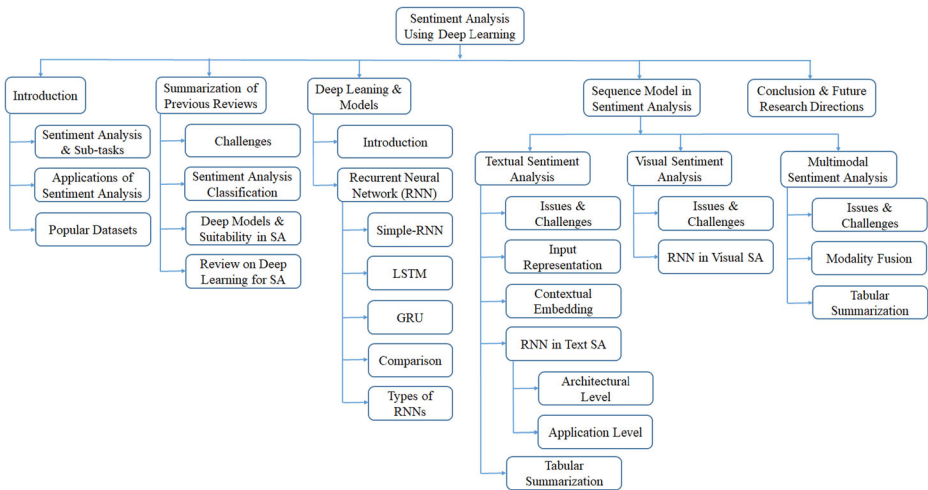 Sentiment Analysis
Using Deep Learning
Introduction
Sentiment Analysis
& Sub-tasks
Applications of
Sentiment Analysis
Popular Datasets
Summarization of
Previous Reviews
Challenges
Sentiment Analysis
Classification
Deep Models &
Suitability in SA
Review on Deep
Learning for SA
Deep Leaning &
Models
Introduction
Recurrent Neural
Network (RNN)
Simple-RNN
LSTM
GRU
Comparison
Types of
RNNs
Sequence Model in
Sentiment Analysis
Textual Sentiment
Analysis
Issues &
Challenges
Input
Representation
Contextual
Embedding
RNN in Text SA
Architectural
Level
Application Level
Tabular
Summarization
Visual Sentiment
Analysis
Issues &
Challenges
RNN in Visual SA
Multimodal
Sentiment Analysis
Issues &
Challenges
Modality Fusion
Tabular
Summarization
Conclusion & Future
Research Directions